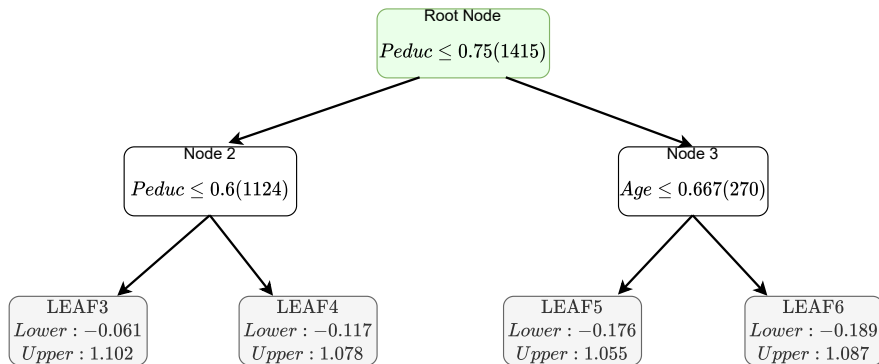 Root Node
Peduc ≤ 0.75(1415)
Node 2
Peduc ≤ 0.6(1124)
Node 3
Age ≤ 0.667(270)
LEAF3
Lower : −0.061
Upper : 1.102
LEAF4
Lower : −0.117
Upper : 1.078
LEAF5
Lower : −0.176
Upper : 1.055
LEAF6
Lower : −0.189
Upper : 1.087